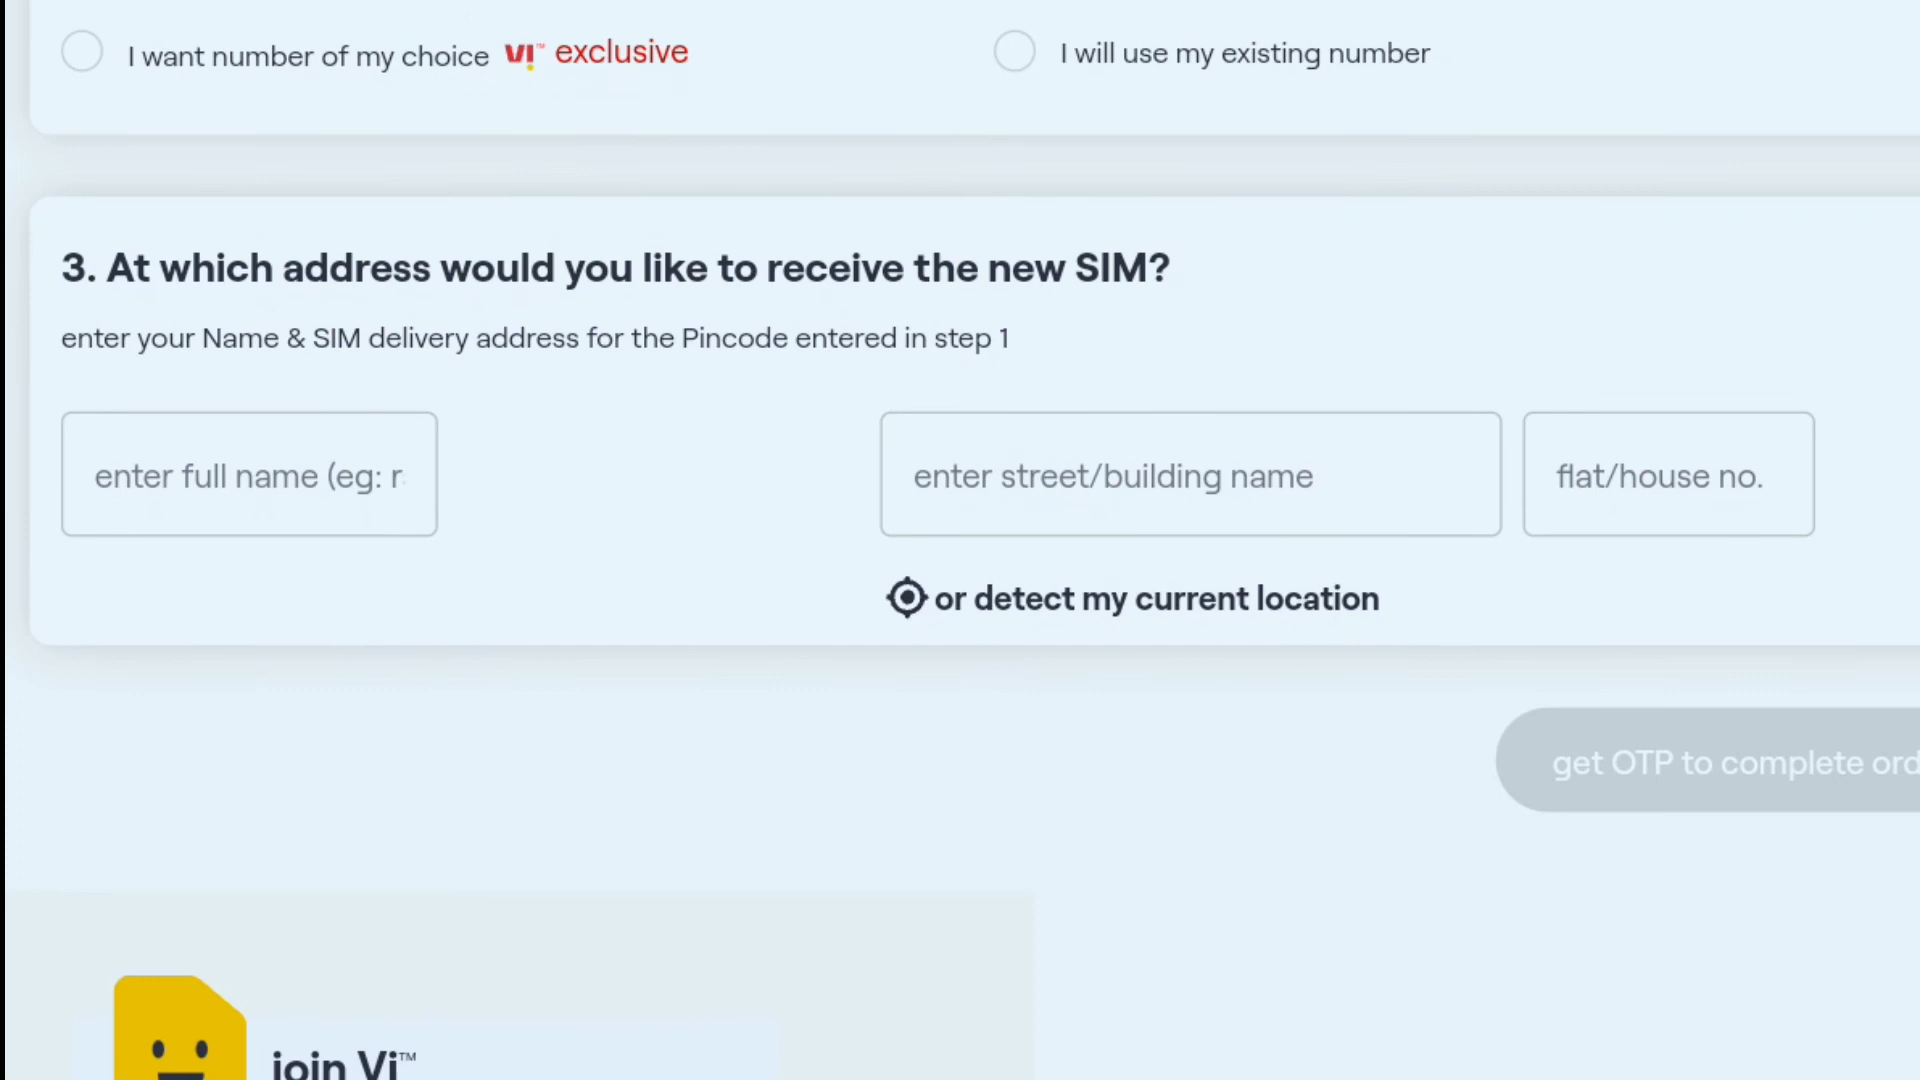 I want number of my choice Vi™ exclusive
I will use my existing number
3. At which address would you like to receive the new SIM?
enter your Name & SIM delivery address for the Pincode entered in step 1
enter full name (eg: r
enter street/building name
flat/house no.
or detect my current location
get OTP to complete ord
join Vi™